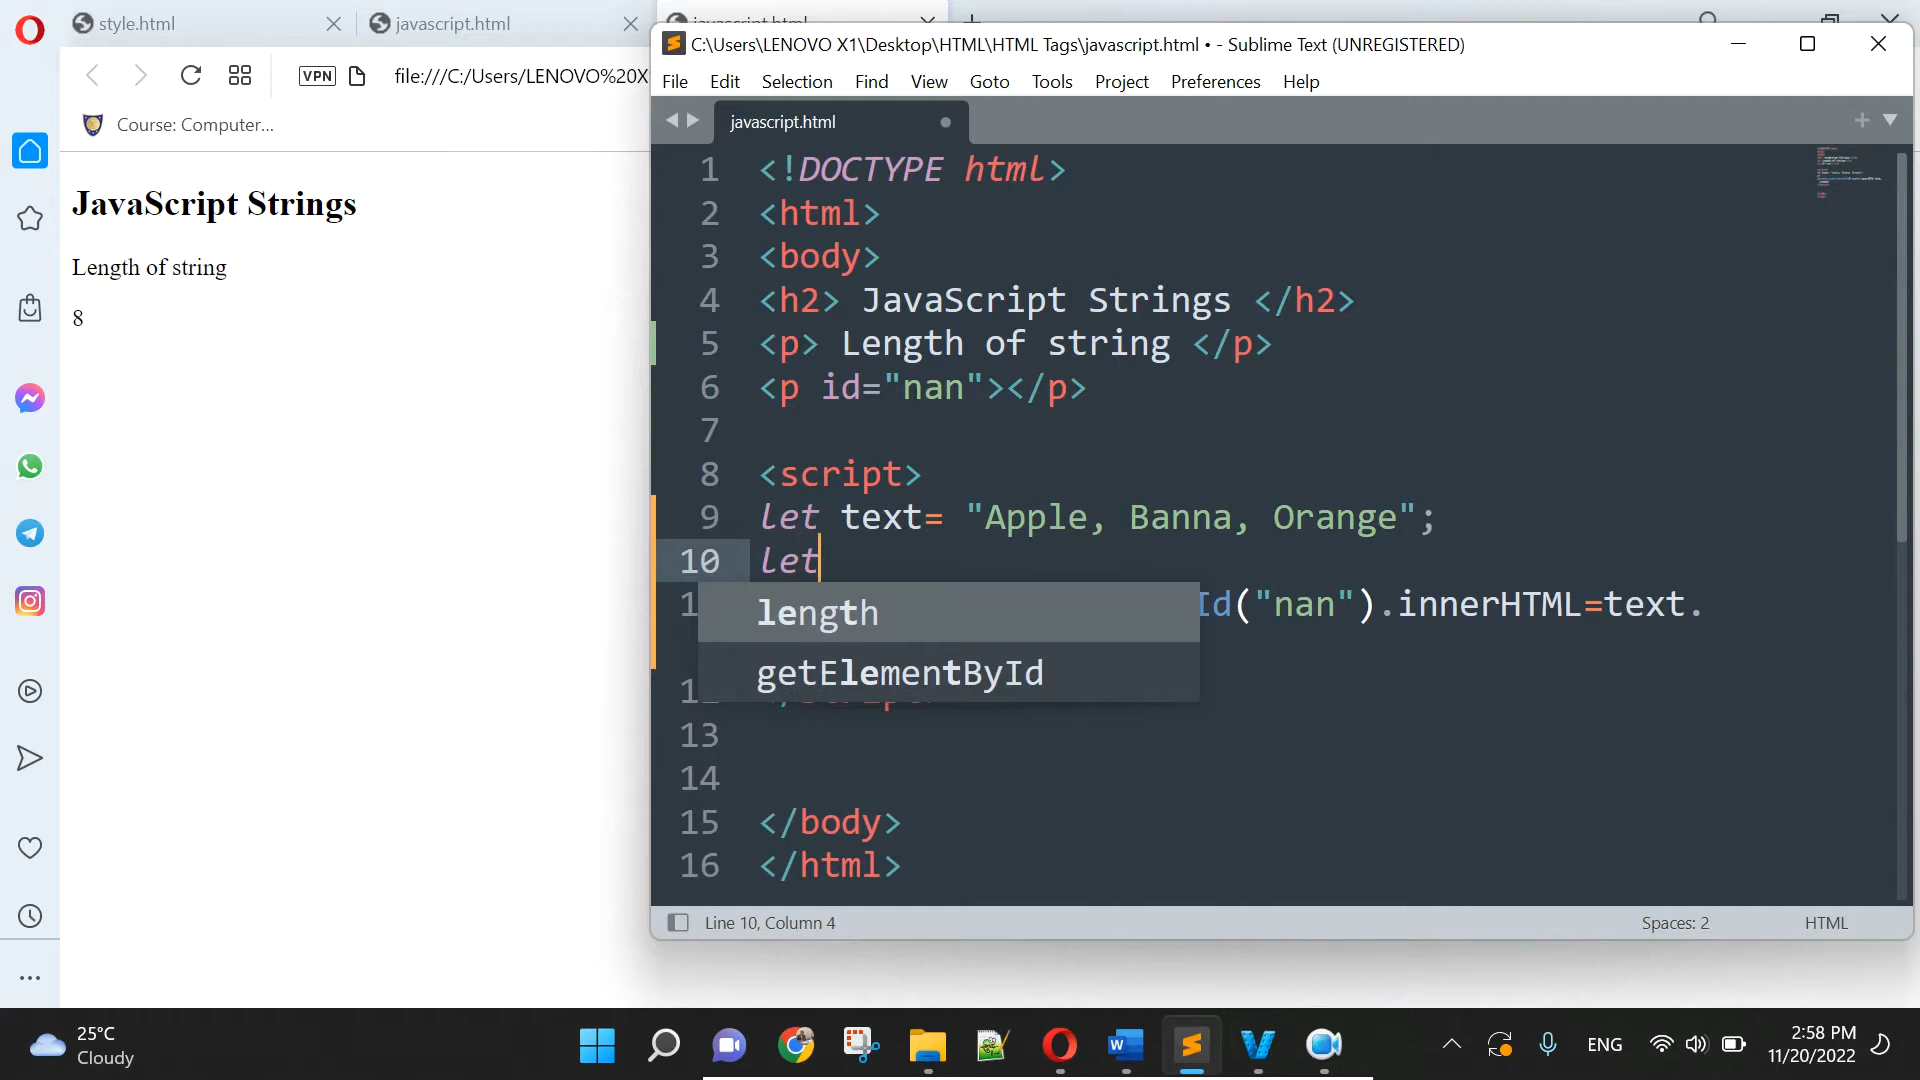 style.html
javascript.html
VPN
file:///C:/Users/LENOVO%20X
Course: Computer...
JavaScript Strings
Length of string
8
C:\Users\LENOVO X1\Desktop\HTML\HTML Tags\javascript.html • - Sublime Text (UNREGISTERED)
File Edit Selection Find View Goto Tools Project Preferences Help
javascript.html
1 <!DOCTYPE html>
2 <html>
3 <body>
4 <h2> JavaScript Strings </h2>
5 <p> Length of string </p>
6 <p id="nan"></p>
7
8 <script>
9 let text= "Apple, Banna, Orange";
10 let
length
getElementById
Id("nan").innerHTML=text.
13
14
15 </body>
16 </html>
Line 10, Column 4
Spaces: 2
HTML
25°C
Cloudy
ENG
2:58 PM
11/20/2022